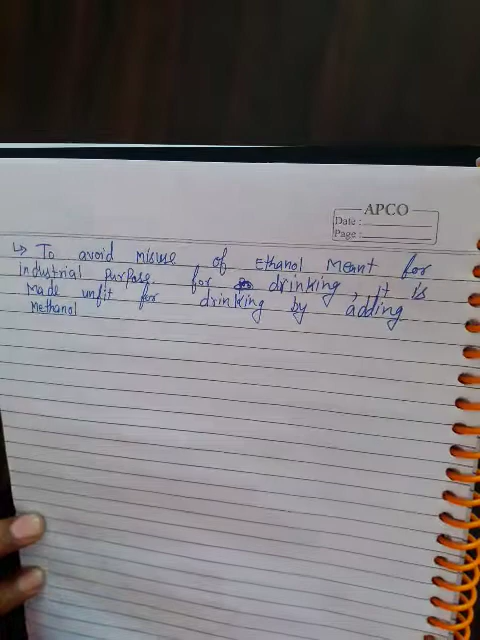 APCO
Date :
Page :
↳ To avoid misuse of Ethanol Meant for
Industrial Purpose. for drinking, it is
Made unfit for drinking by adding
Methanol